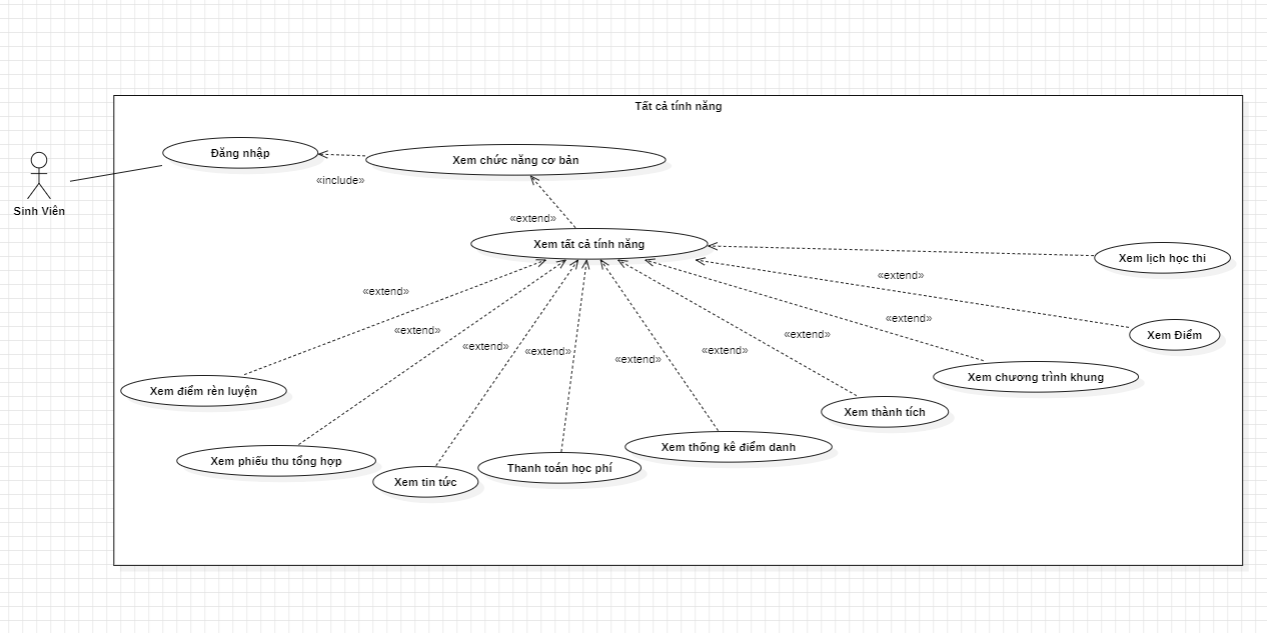 Tất cả tính năng
Đăng nhập
Xem chức năng cơ bản
«include»
Sinh Viên
«extend»
Xem tất cả tính năng
Xem lịch học thi
«extend»
«extend»
«extend»
«extend»
«extend»
«extend»
«extend»
«extend»
«extend»
Xem Điểm
Xem chương trình khung
Xem điểm rèn luyện
Xem thành tích
Xem thống kê điểm danh
Xem phiếu thu tổng hợp
Thanh toán học phí
Xem tin tức